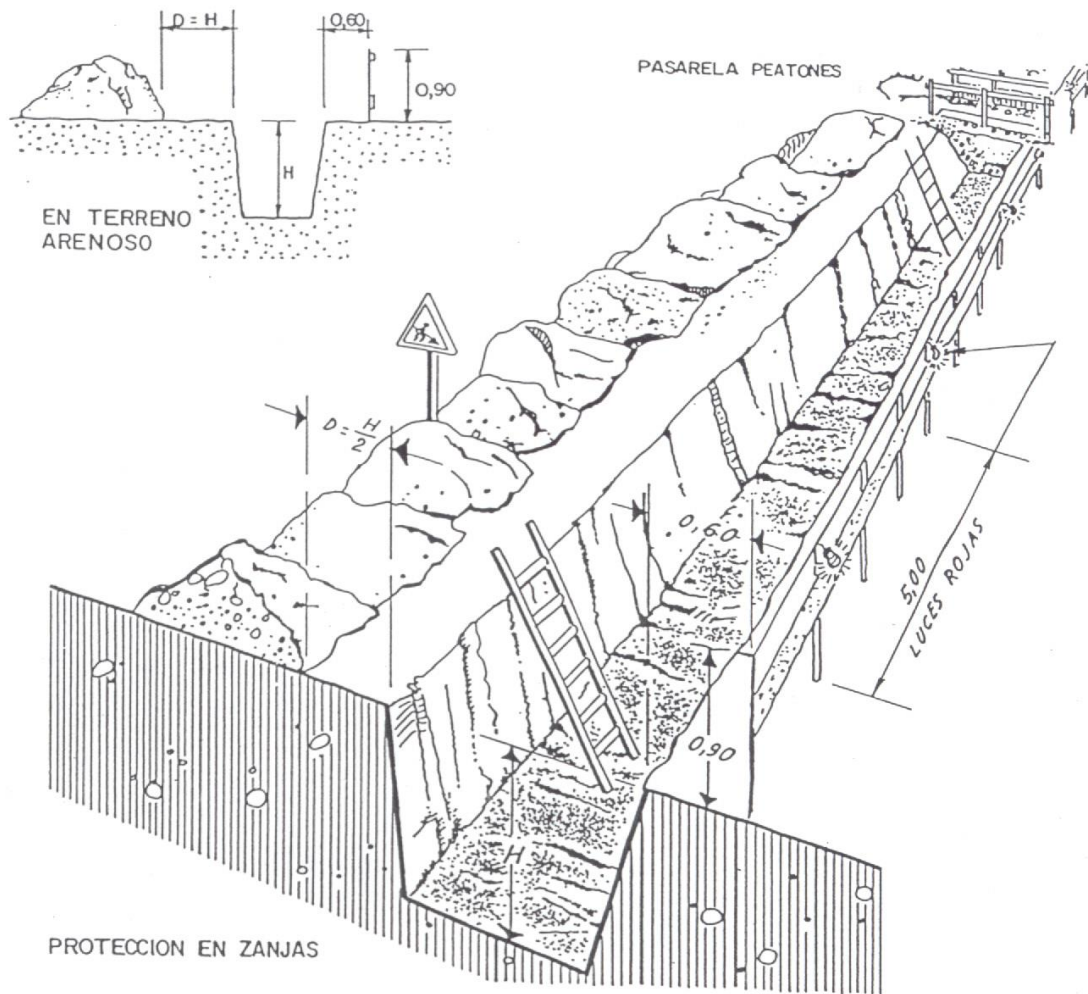 D = H
0,60
0,90
H
EN TERRENO
ARENOSO
PASARELA PEATONES
D = H/2
0,60
5,00
LUCES ROJAS
0,90
H
PROTECCION EN ZANJAS